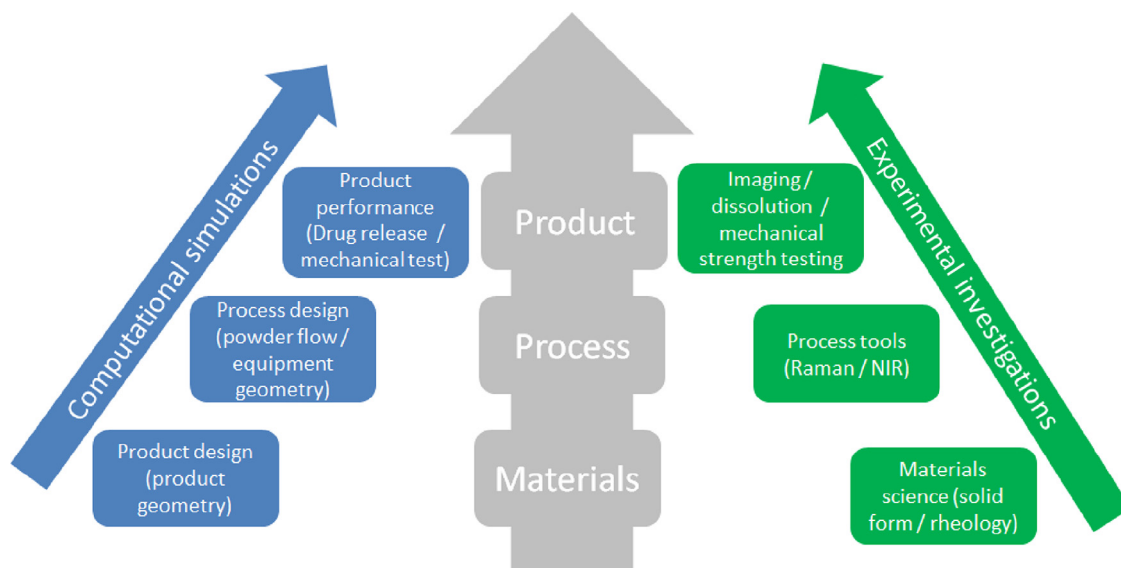 Computational simulations
Product
performance
(Drug release /
mechanical test)
Process design
(powder flow /
equipment
geometry)
Product design
(product
geometry)
Product
Process
Materials
Imaging /
dissolution /
mechanical
strength testing
Process tools
(Raman / NIR)
Materials
science (solid
form / rheology)
Experimental investigations